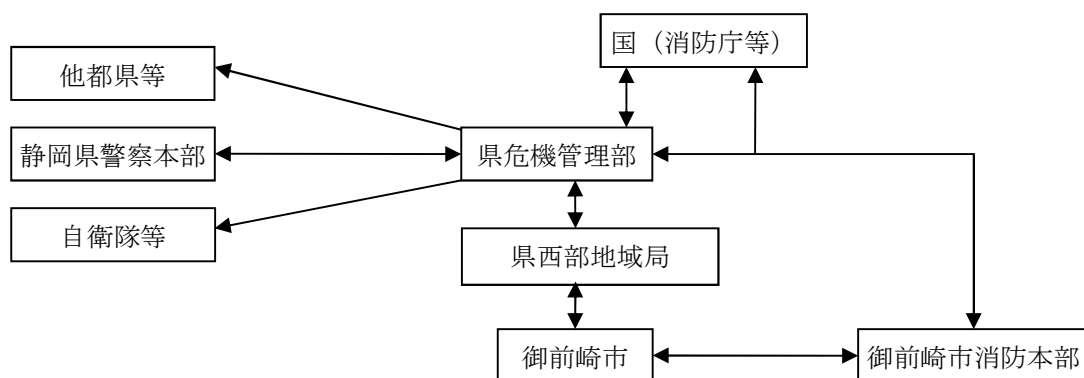 国（消防庁等）
他都県等
静岡県警察本部
県危機管理部
自衛隊等
県西部地域局
御前崎市
御前崎市消防本部